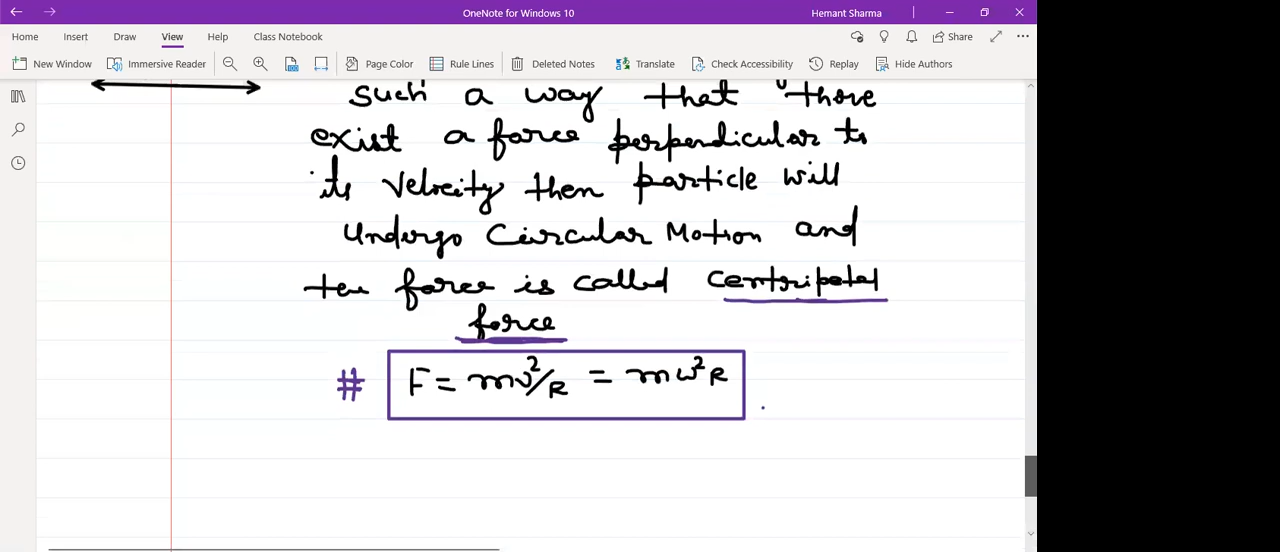 OneNote for Windows 10
Hemant Sharma
Home Insert Draw View Help Class Notebook
Share
New Window Immersive Reader Page Color Rule Lines Deleted Notes Translate Check Accessibility Replay Hide Authors
such a way that there
exist a force perpendicular to
its velocity then particle will
undergo Circular Motion and
the force is called Centripetal
force
# F = mv²/R = mω²R